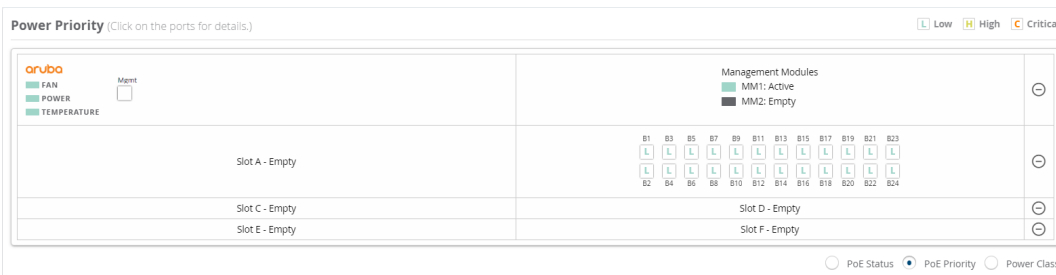 Power Priority (Click on the ports for details.)
L Low H High C Critica
aruba
FAN
POWER
TEMPERATURE
Mgmt
Management Modules
MM1: Active
MM2: Empty
Slot A - Empty
B1 B3 B5 B7 B9 B11 B13 B15 B17 B19 B21 B23
L L L L L L L L L L L L
L L L L L L L L L L L L
B2 B4 B6 B8 B10 B12 B14 B16 B18 B20 B22 B24
Slot C - Empty
Slot D - Empty
Slot E - Empty
Slot F - Empty
PoE Status PoE Priority Power Clas